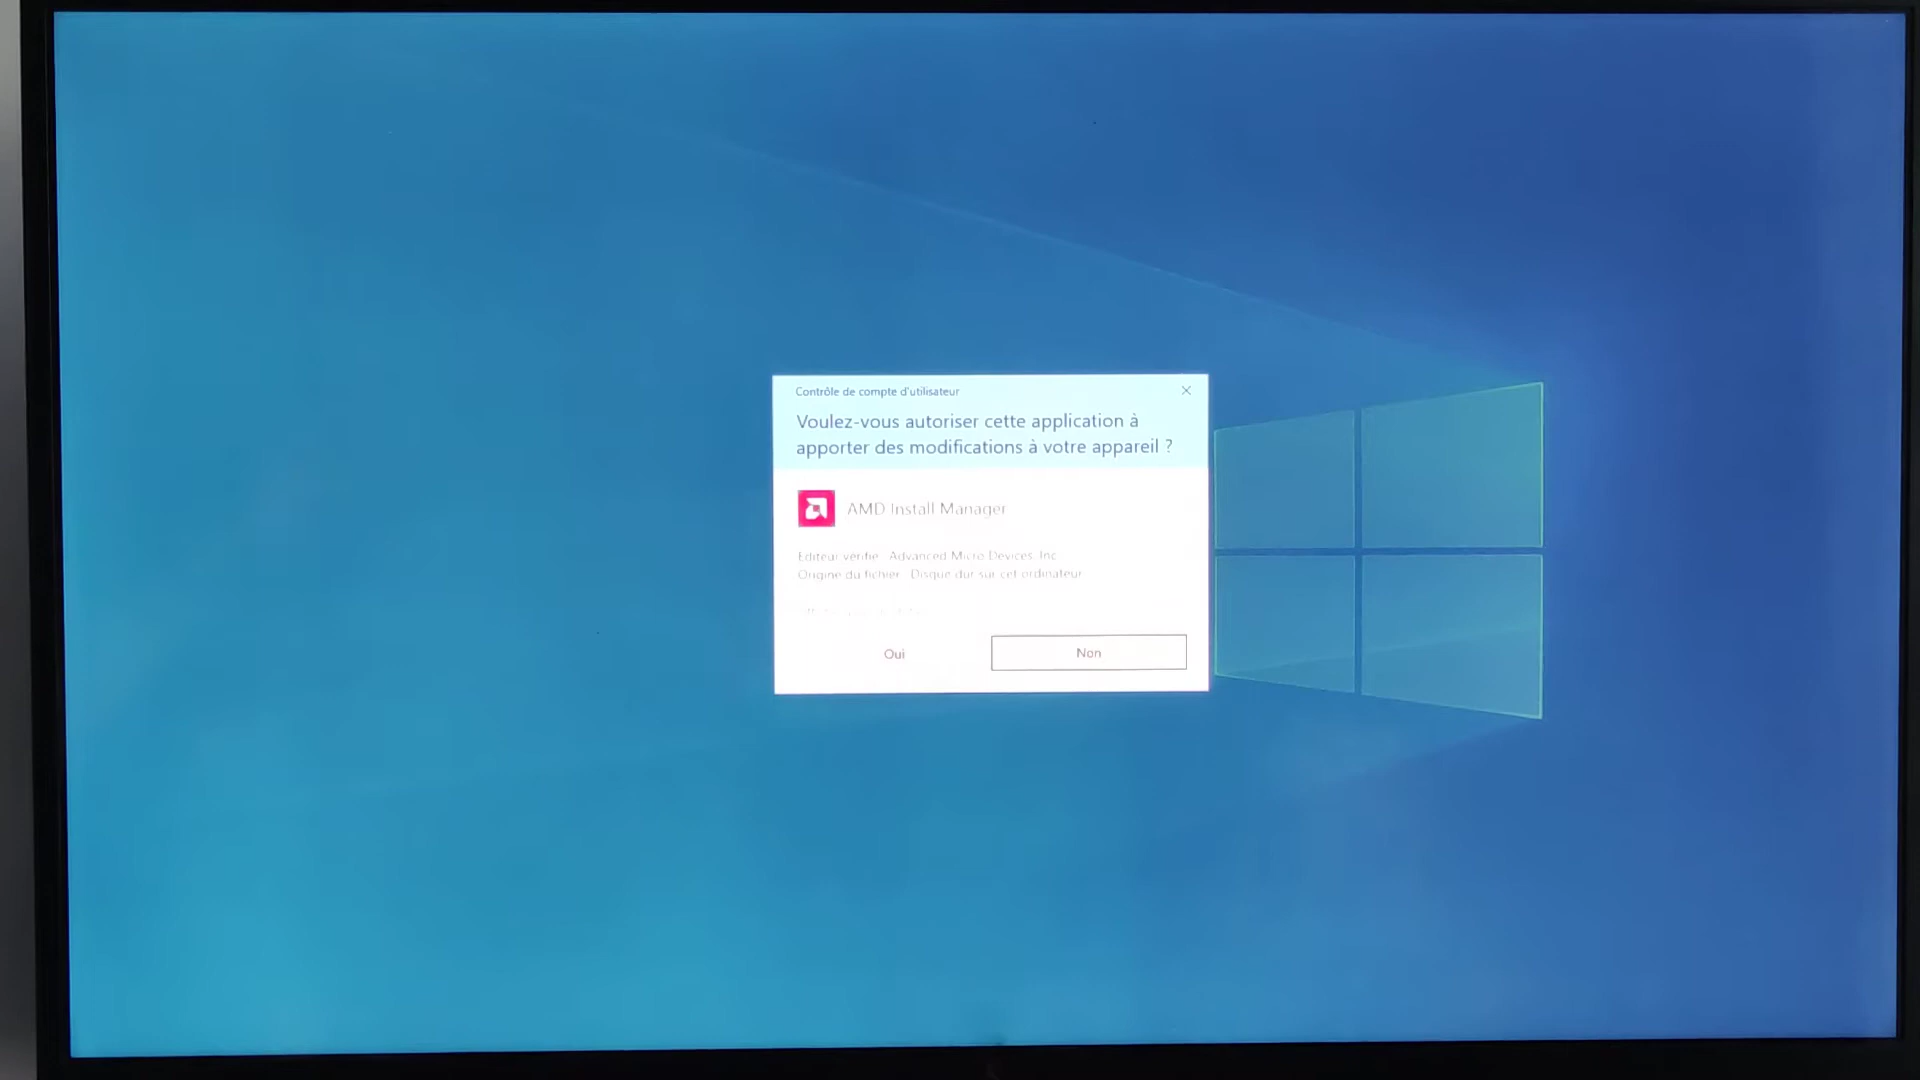 Contrôle de compte d'utilisateur
Voulez-vous autoriser cette application à
apporter des modifications à votre appareil ?
AMD Install Manager
Éditeur vérifié : Advanced Micro Devices, Inc.
Origine du fichier : Disque dur sur cet ordinateur
Oui
Non